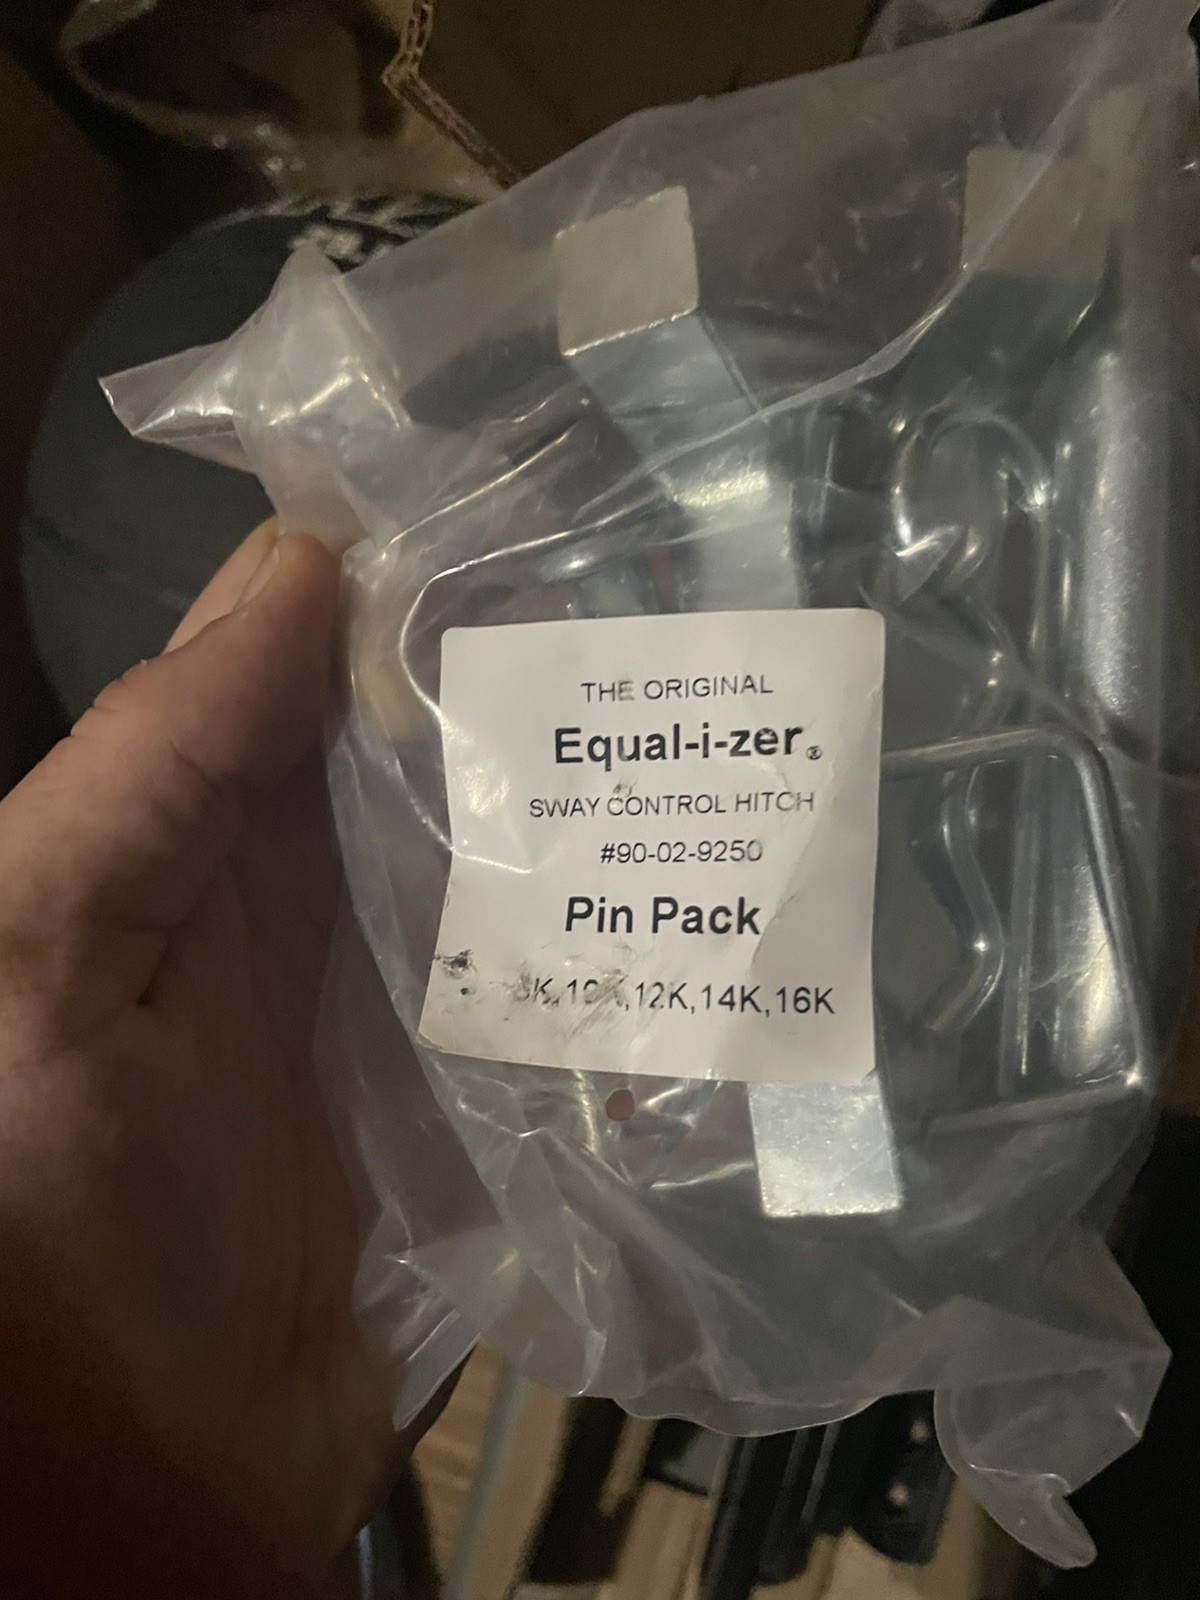 THE ORIGINAL
Equal-i-zer®
SWAY CONTROL HITCH
#90-02-9250
Pin Pack
12K,14K,16K